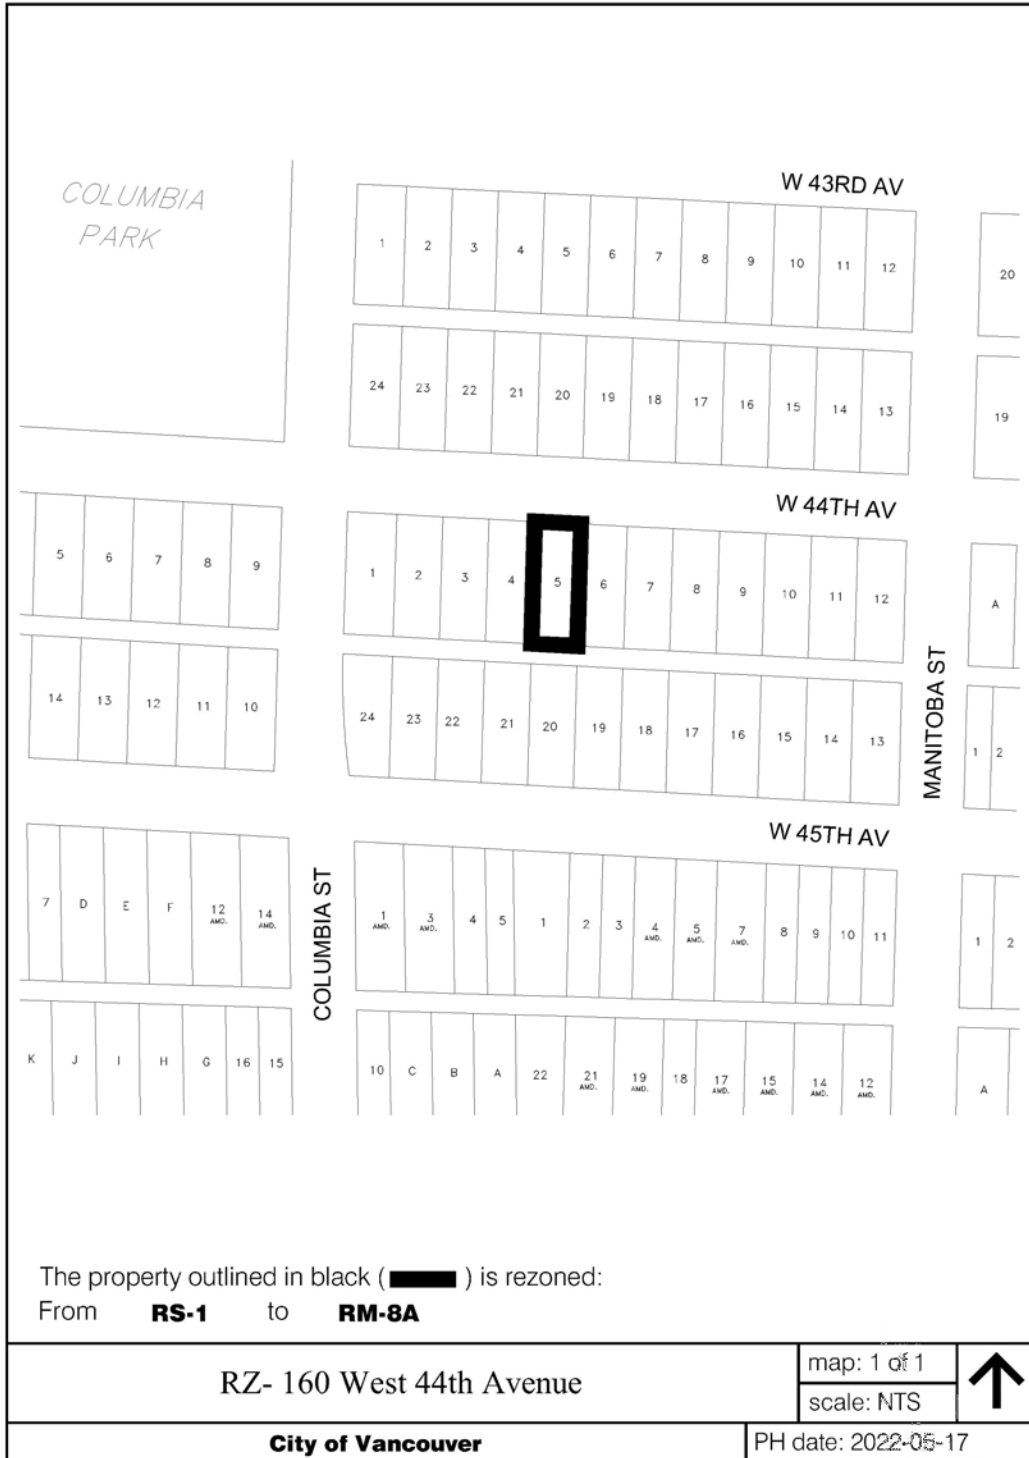 COLUMBIA
PARK
W 43RD AV
1 2 3 4 5 6 7 8 9 10 11 12
20
24 23 22 21 20 19 18 17 16 15 14 13
19
W 44TH AV
5 6 7 8 9
1 2 3 4 5 6 7 8 9 10 11 12
A
14 13 12 11 10
24 23 22 21 20 19 18 17 16 15 14 13
1 2
MANITOBA ST
W 45TH AV
7 D E F 12 AMD. 14 AMD.
COLUMBIA ST
1 AMD. 3 AMD. 4 5 1 2 3 4 AMD. 5 AMD. 7 AMD. 8 9 10 11
1 2
K J I H G 16 15
10 C B A 22 21 AMD. 19 AMD. 18 17 AMD. 15 AMD. 14 AMD. 12 AMD.
A
The property outlined in black ( ) is rezoned:
From RS-1 to RM-8A
RZ- 160 West 44th Avenue
map: 1 of 1
scale: NTS
City of Vancouver
PH date: 2022-05-17